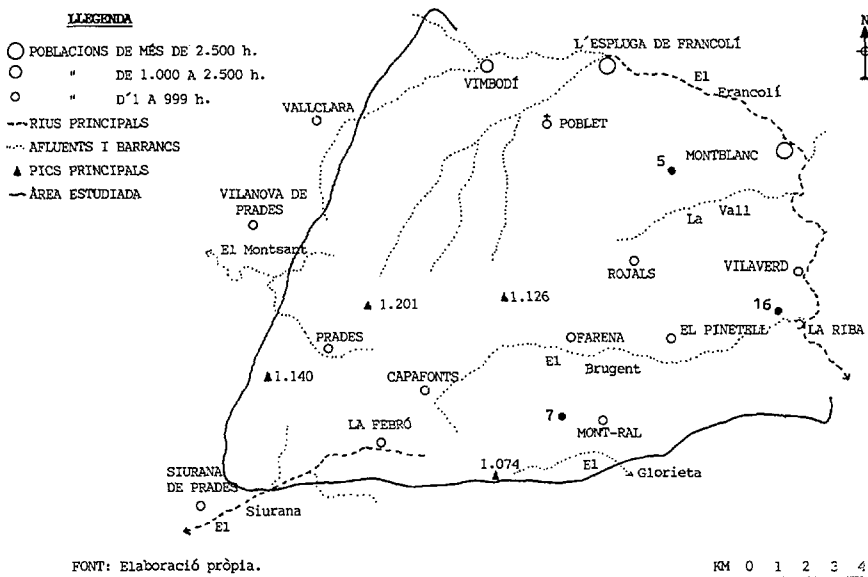 LLEGENDA
POBLACIONS DE MÉS DE 2.500 h.
" DE 1.000 A 2.500 h.
" D'1 A 999 h.
RIUS PRINCIPALS
AFLUENTS I BARRANCS
PICS PRINCIPALS
ÀREA ESTUDIADA
N
L'ESPLUGA DE FRANCOLÍ
VIMBODÍ
El
Francolí
VALLCLARA
POBLET
MONTBLANC
5
VILANOVA DE
PRADES
La Vall
El Montsant
ROJALS
VILAVERD
1.201
1.126
16
PRADES
FARENA
EL PINETELL
LA RIBA
El
Brugent
1.140
CAPAFONTS
7
MONT-RAL
LA FEBRÓ
1.074
El
Glorieta
SIURANA
DE PRADES
Siurana
El
FONT: Elaboració pròpia.
KM 0 1 2 3 4